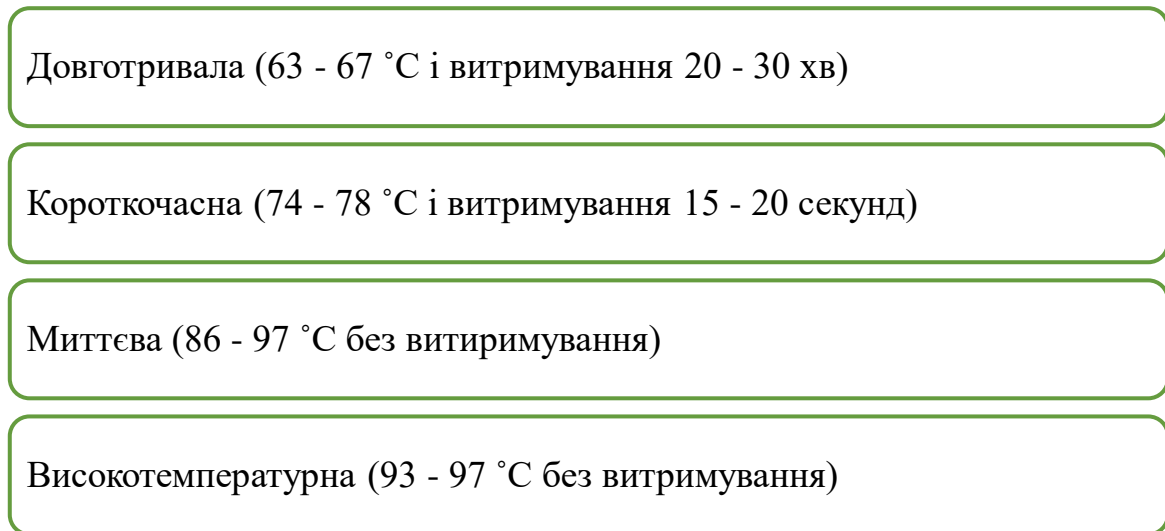 Довготривала (63 - 67 ˚С і витримування 20 - 30 хв)
Короткочасна (74 - 78 ˚С і витримування 15 - 20 секунд)
Миттєва (86 - 97 ˚С без витиримування)
Високотемпературна (93 - 97 ˚С без витримування)